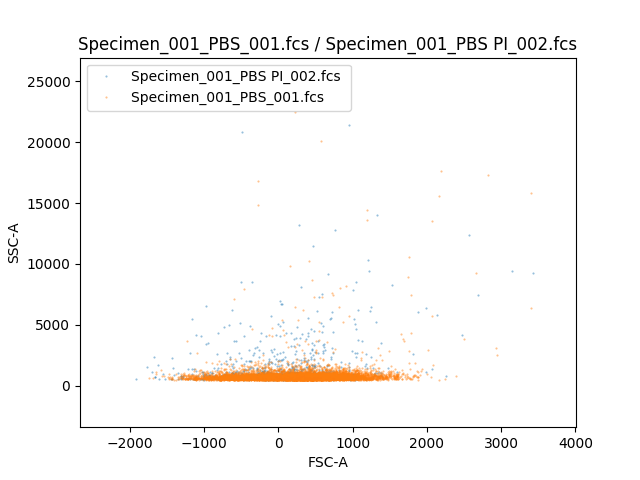 Specimen_001_PBS_001.fcs / Specimen_001_PBS PI_002.fcs
Specimen_001_PBS PI_002.fcs
Specimen_001_PBS_001.fcs
25000
20000
15000
10000
5000
0
SSC-A
−2000 −1000 0 1000 2000 3000 4000
FSC-A